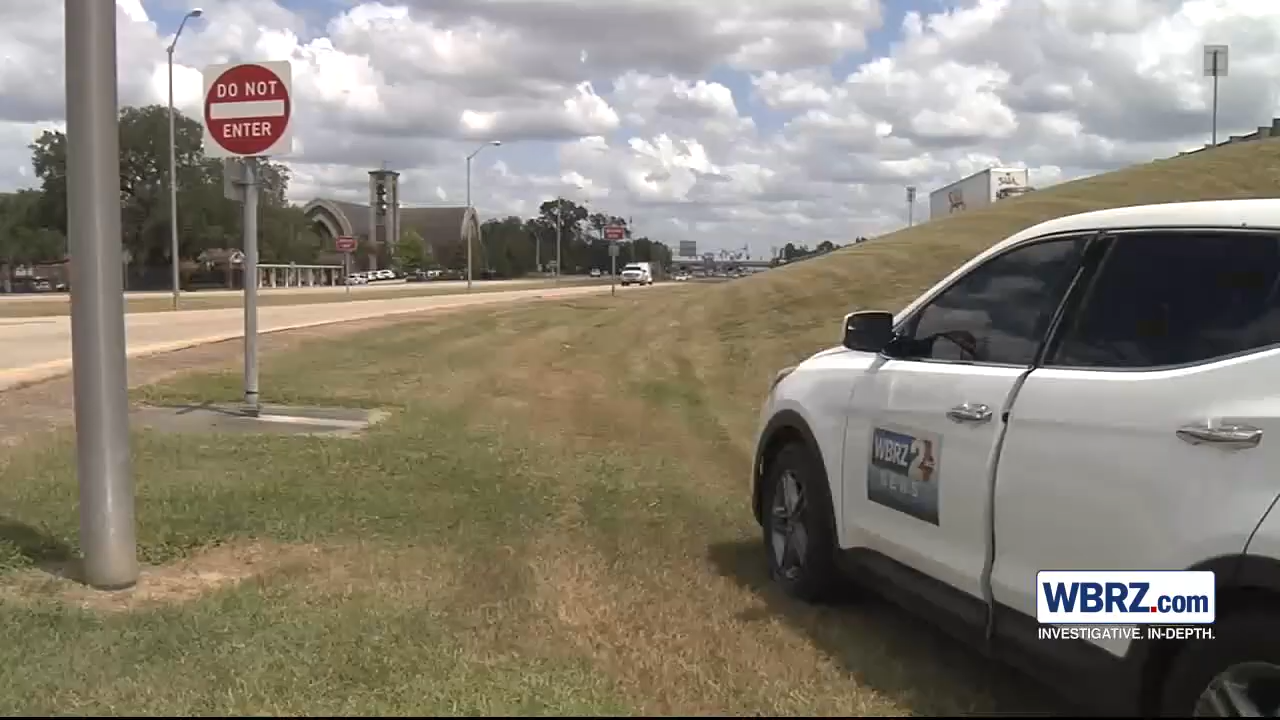 DO NOT
ENTER
WBRZ 2
NEWS
WBRZ.com
INVESTIGATIVE. IN-DEPTH.